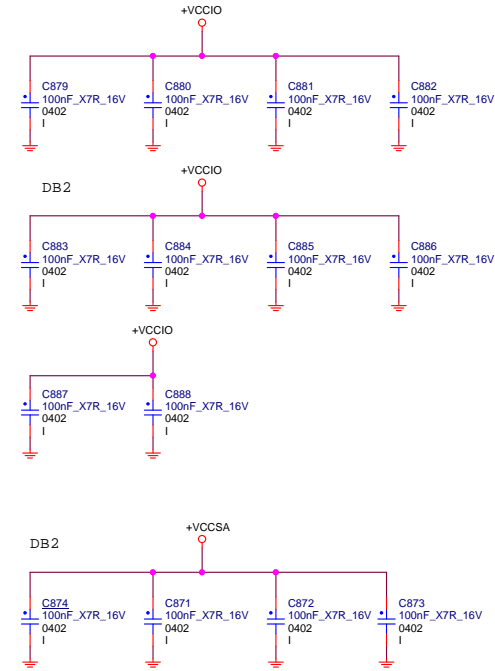 +VCCIO
C879
100nF_X7R_16V
0402
I
C880
100nF_X7R_16V
0402
I
C881
100nF_X7R_16V
0402
I
C882
100nF_X7R_16V
0402
I
+VCCIO
DB2
C883
100nF_X7R_16V
0402
I
C884
100nF_X7R_16V
0402
I
C885
100nF_X7R_16V
0402
I
C886
100nF_X7R_16V
0402
I
+VCCIO
C887
100nF_X7R_16V
0402
I
C888
100nF_X7R_16V
0402
I
+VCCSA
DB2
C874
100nF_X7R_16V
0402
I
C871
100nF_X7R_16V
0402
I
C872
100nF_X7R_16V
0402
I
C873
100nF_X7R_16V
0402
I